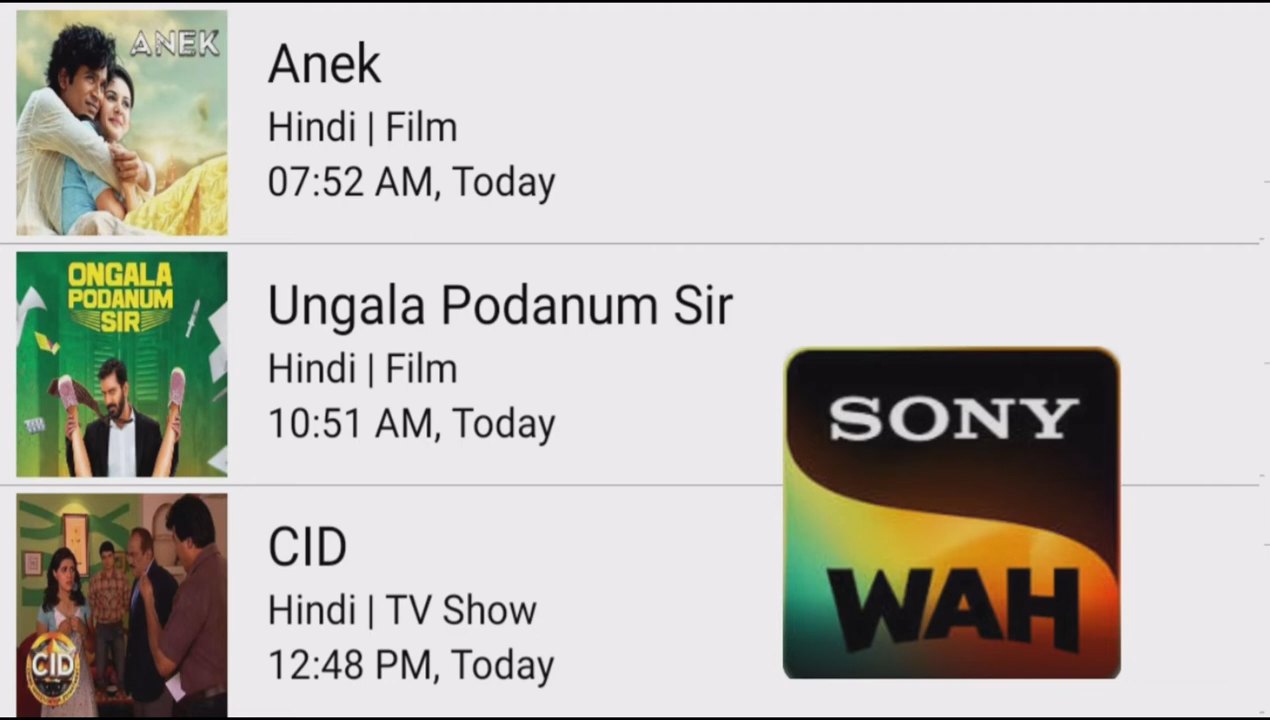 ANEK
Anek
Hindi | Film
07:52 AM, Today
ONGALA
PODANUM
SIR
Ungala Podanum Sir
Hindi | Film
10:51 AM, Today
CID
CID
Hindi | TV Show
12:48 PM, Today
SONY
WAH